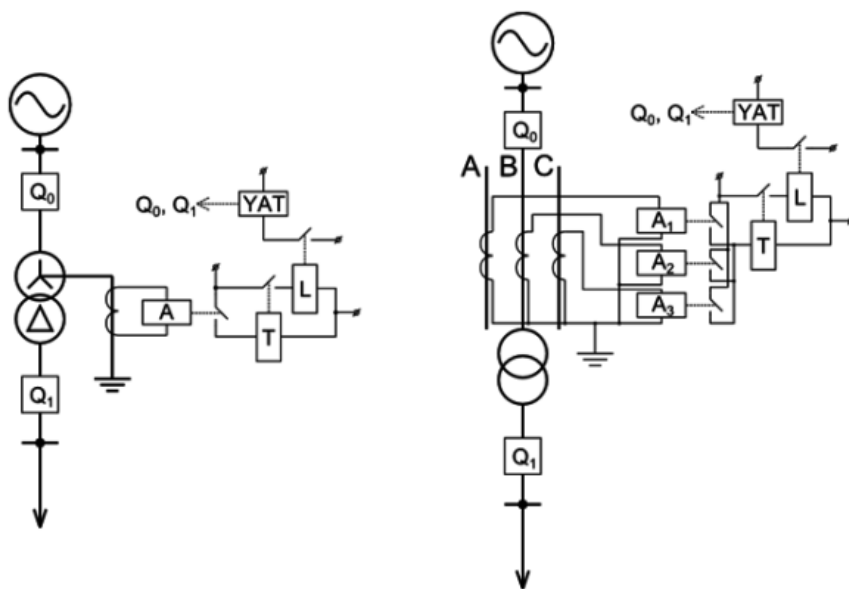 Q₀
Q₀, Q₁
YAT
L
A
T
Q₁
Q₀
Q₀, Q₁
YAT
A B C
A₁
L
A₂
T
A₃
Q₁